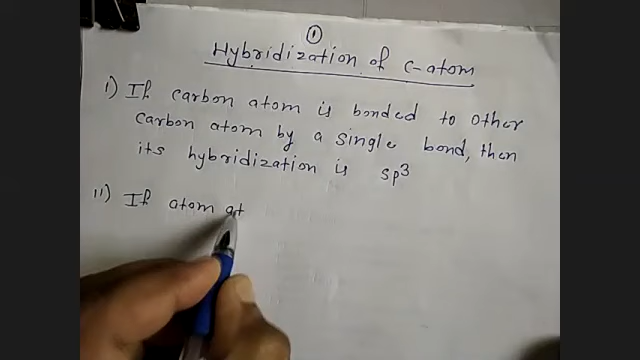 1
Hybridization of C-atom
i) If carbon atom is bonded to other
carbon atom by a single bond, then
its hybridization is sp³
ii) If atom at